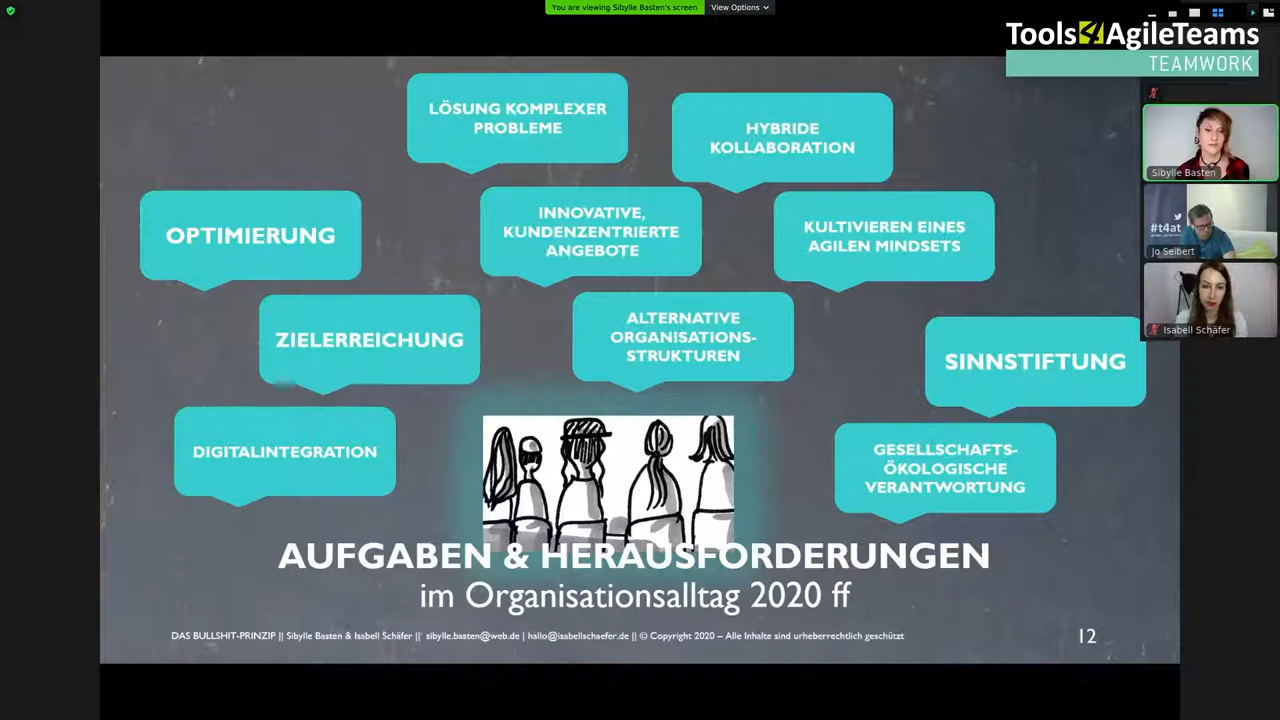 You are viewing Sibylle Basten's screen
View Options
Tools4AgileTeams
TEAMWORK
LÖSUNG KOMPLEXER
PROBLEME
HYBRIDE
KOLLABORATION
OPTIMIERUNG
INNOVATIVE,
KUNDENZENTRIERTE
ANGEBOTE
KULTIVIEREN EINES
AGILEN MINDSETS
Sibylle Basten
#t4at
Jo Seibert
Isabell Schäfer
ZIELERREICHUNG
ALTERNATIVE
ORGANISATIONS-
STRUKTUREN
SINNSTIFTUNG
DIGITALINTEGRATION
GESELLSCHAFTS-
ÖKOLOGISCHE
VERANTWORTUNG
AUFGABEN & HERAUSFORDERUNGEN
im Organisationsalltag 2020 ff
DAS BULLSHIT-PRINZIP || Sibylle Basten & Isabell Schäfer || sibylle.basten@web.de | hallo@isabellschaefer.de || © Copyright 2020 – Alle Inhalte sind urheberrechtlich geschützt
12